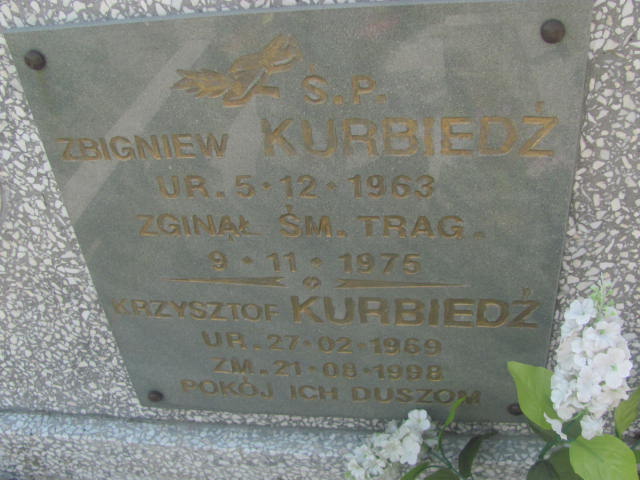 Ś.P.
ZBIGNIEW KURBIEDŹ
UR. 5·12·1963
ZGINĄŁ ŚM. TRAG.
9·11·1975
KRZYSZTOF KURBIEDŹ
UR. 27·02·1969
ZM. 21·08·1998
POKÓJ ICH DUSZOM